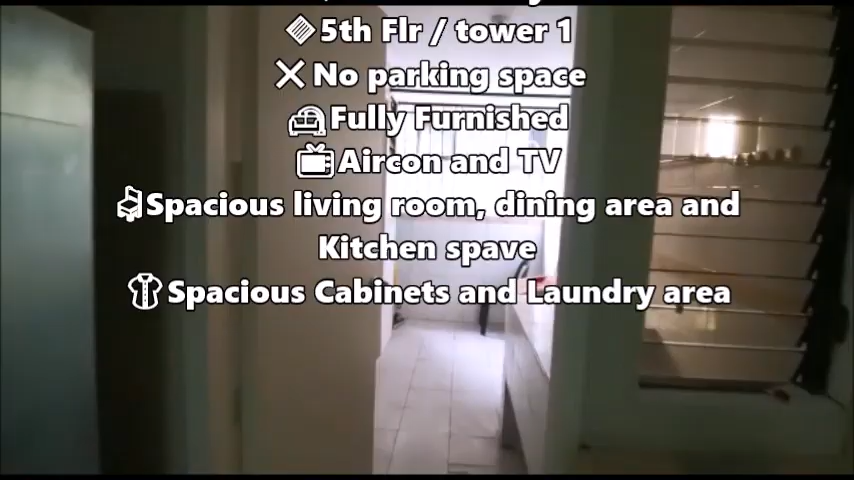 5th Flr / tower 1
No parking space
Fully Furnished
Aircon and TV
Spacious living room, dining area and
Kitchen spave
Spacious Cabinets and Laundry area